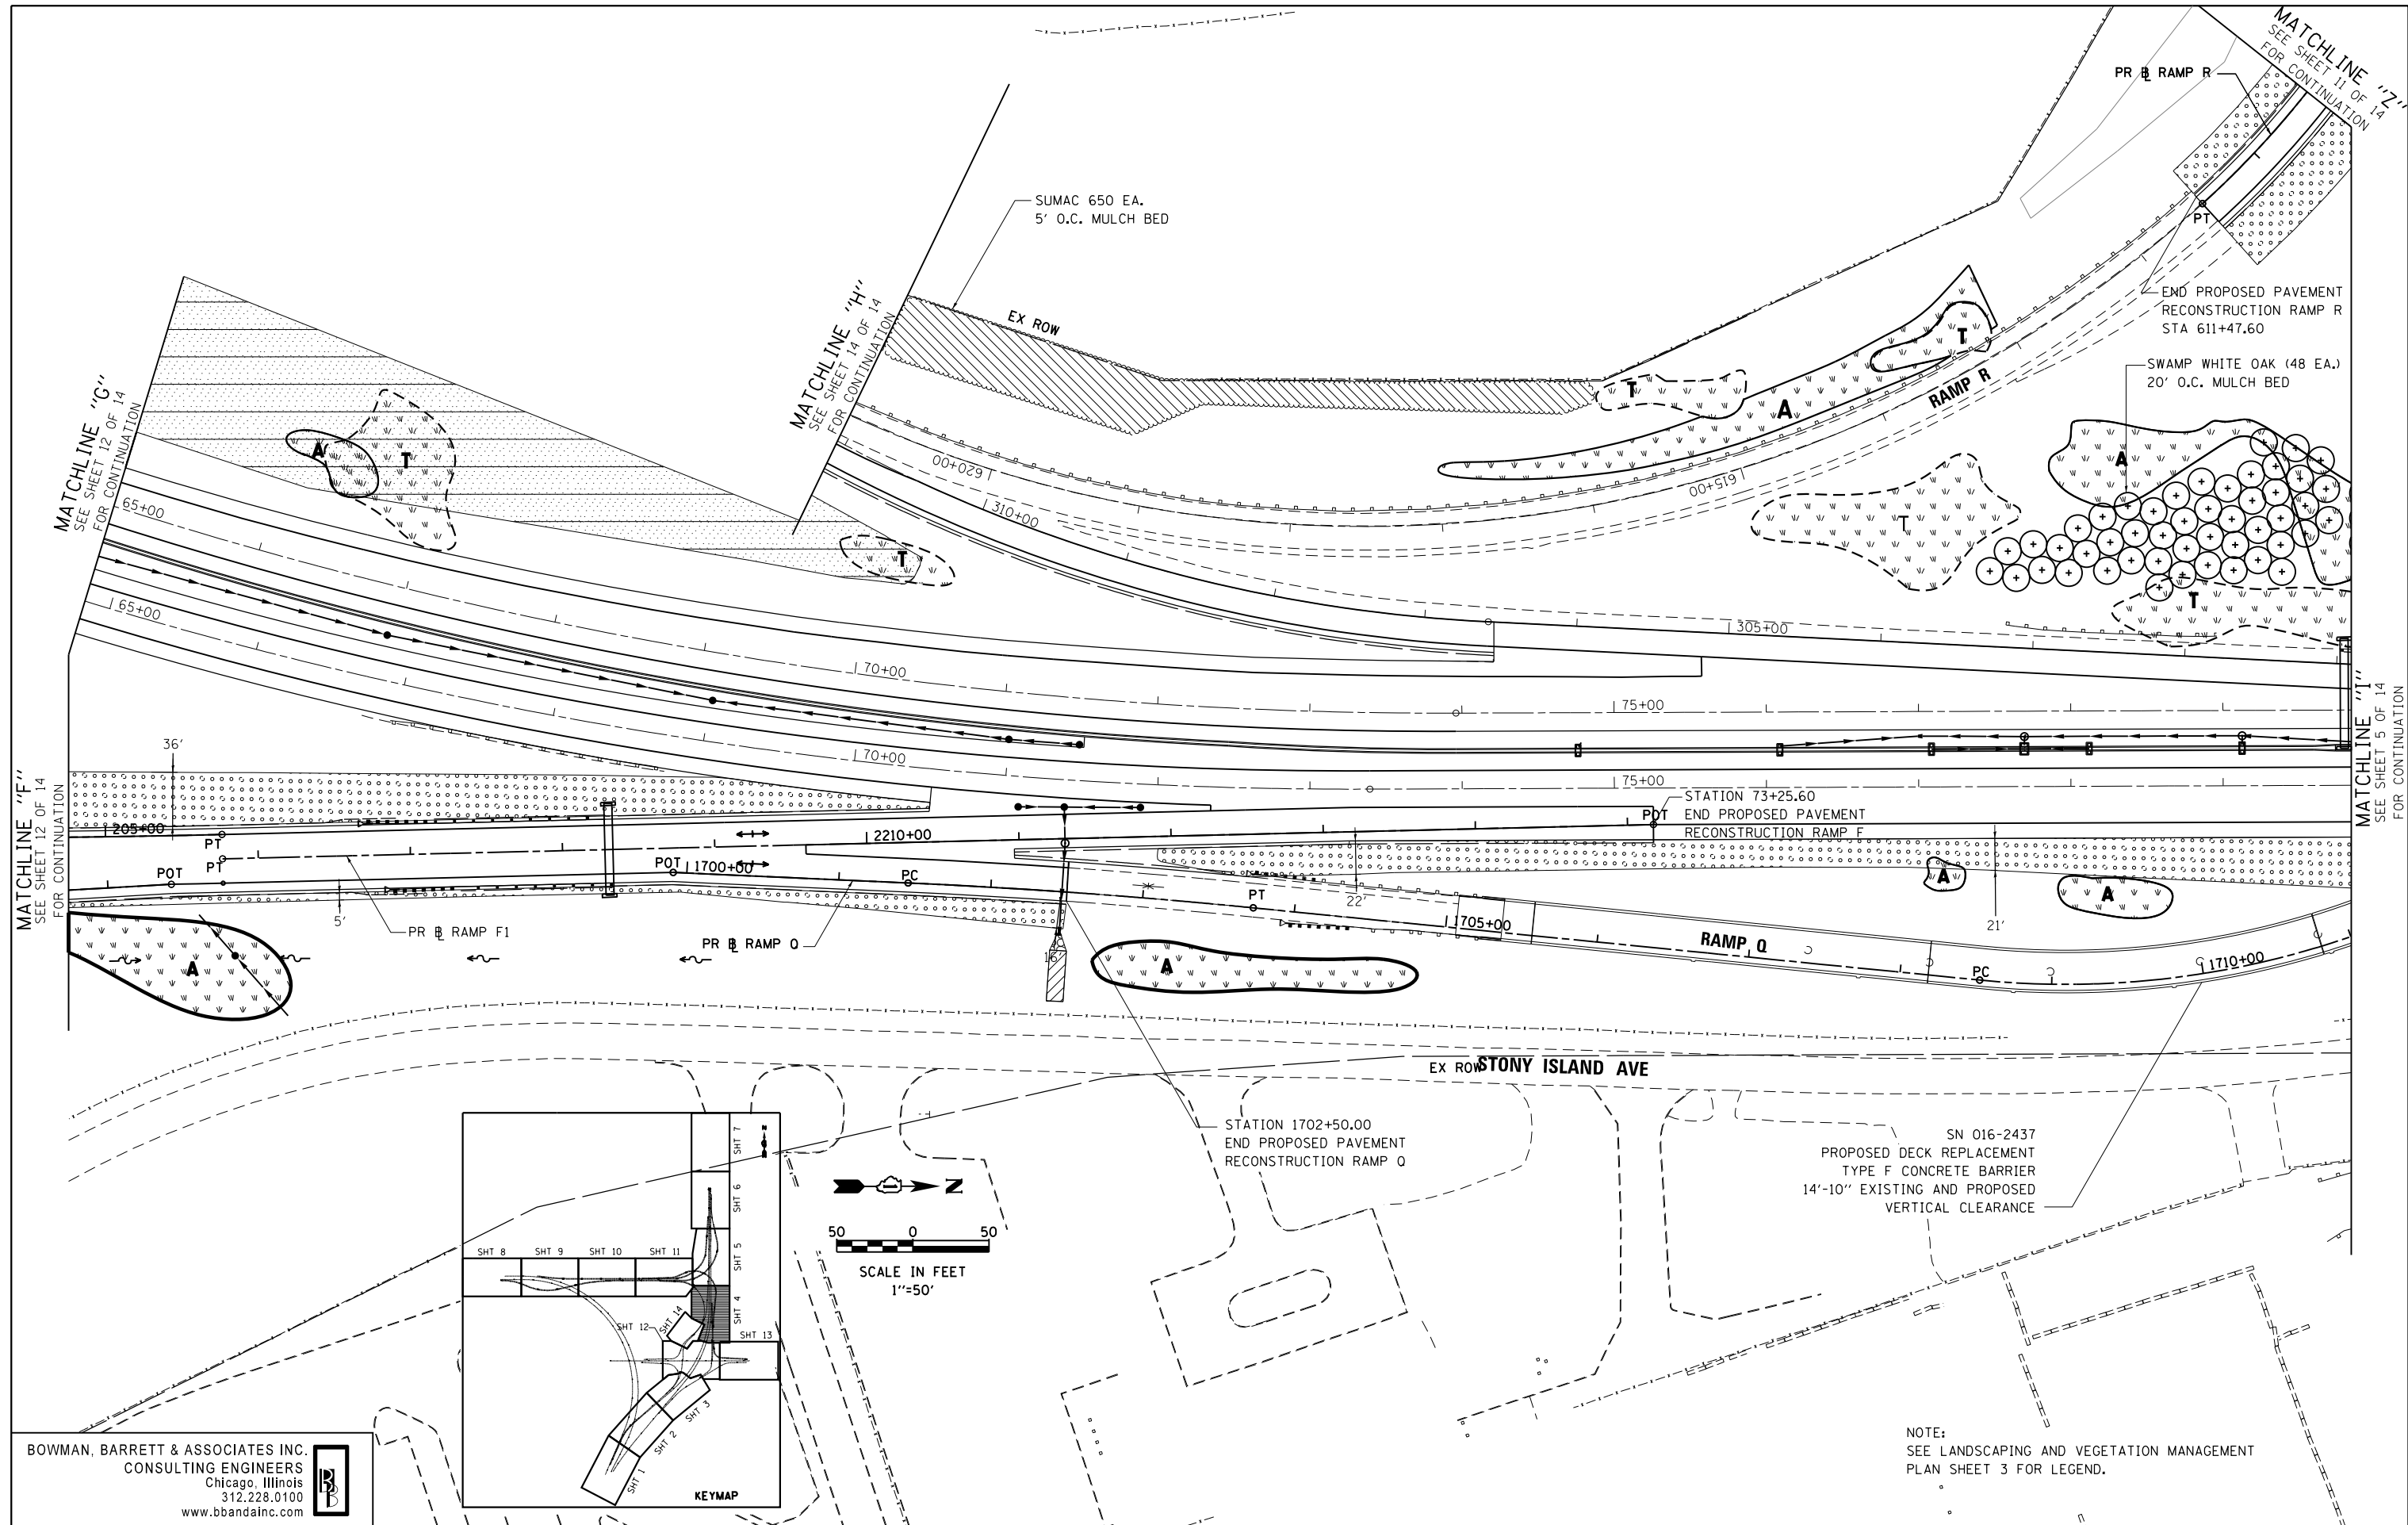 MATCHLINE "Z"
SEE SHEET 11 OF 14
FOR CONTINUATION
PR BL RAMP R
PT
SUMAC 650 EA.
5' O.C. MULCH BED
MATCHLINE "H"
SEE SHEET 14 OF 14
FOR CONTINUATION
EX ROW
END PROPOSED PAVEMENT
RECONSTRUCTION RAMP R
STA 611+47.60
SWAMP WHITE OAK (48 EA.)
20' O.C. MULCH BED
MATCHLINE "G"
SEE SHEET 12 OF 14
FOR CONTINUATION
A
T
T
T
A
T
RAMP R
A
T
T
620+00
615+00
310+00
305+00
65+00
65+00
70+00
70+00
75+00
75+00
MATCHLINE "I"
SEE SHEET 5 OF 14
FOR CONTINUATION
MATCHLINE "F"
SEE SHEET 12 OF 14
FOR CONTINUATION
36'
STATION 73+25.60
END PROPOSED PAVEMENT
RECONSTRUCTION RAMP F
POT
205+00
PT
PT
POT
2210+00
POT
1700+00
PC
PT
22'
5'
A
A
21'
PR BL RAMP F1
PR BL RAMP Q
16'
A
A
1705+00
RAMP Q
PC
1710+00
EX ROW
STONY ISLAND AVE
STATION 1702+50.00
END PROPOSED PAVEMENT
RECONSTRUCTION RAMP Q
SN 016-2437
PROPOSED DECK REPLACEMENT
TYPE F CONCRETE BARRIER
14'-10" EXISTING AND PROPOSED
VERTICAL CLEARANCE
N
50 0 50
SCALE IN FEET
1"=50'
SHT 7
N
SHT 6
SHT 5
SHT 8
SHT 9
SHT 10
SHT 11
SHT 4
SHT 14
SHT 12
SHT 13
SHT 3
SHT 2
SHT 1
KEYMAP
BOWMAN, BARRETT & ASSOCIATES INC.
CONSULTING ENGINEERS
Chicago, Illinois
312.228.0100
www.bbandainc.com
NOTE:
SEE LANDSCAPING AND VEGETATION MANAGEMENT
PLAN SHEET 3 FOR LEGEND.